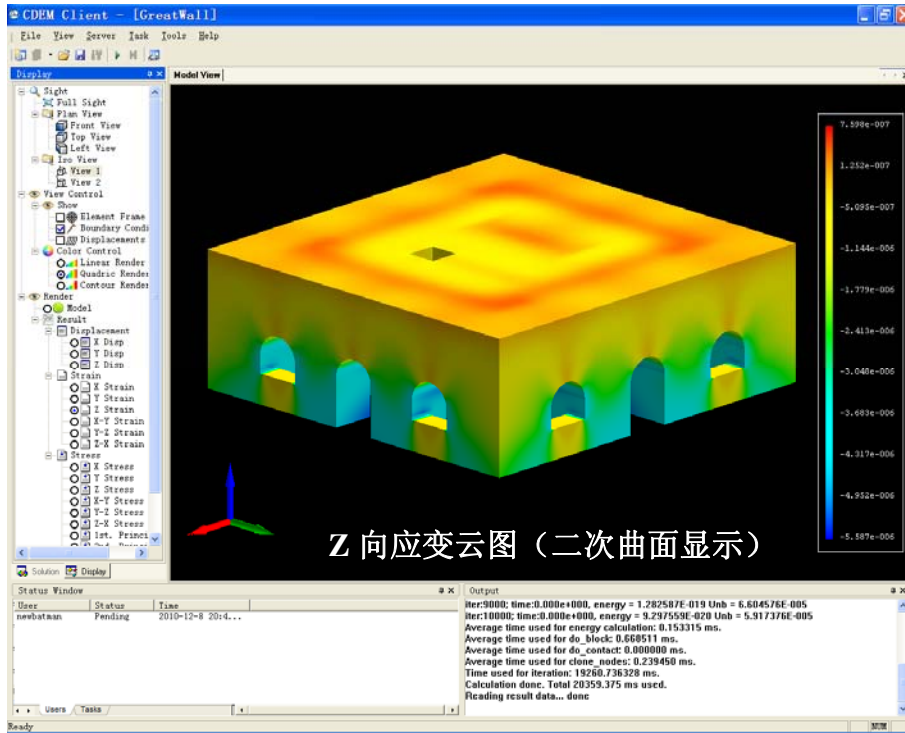 CDEM Client - [GreatWall]
File View Server Task Tools Help
Display
Model View
Sight
Full Sight
Plan View
Front View
Top View
Left View
Iso View
View 1
View 2
View Control
Show
Element Frame
Boundary Condi
Displacements
Color Control
Linear Render
Quadric Render
Contour Render
Render
Model
Result
Displacement
X Disp
Y Disp
Z Disp
Strain
X Strain
Y Strain
Z Strain
X-Y Strain
Y-Z Strain
Z-X Strain
Stress
X Stress
Y Stress
Z Stress
X-Y Stress
Y-Z Stress
Z-X Stress
1st. Princi
Solution Display
7.598e-007
1.252e-007
-5.095e-007
-1.144e-006
-1.779e-006
-2.413e-006
-3.048e-006
-3.683e-006
-4.317e-006
-4.952e-006
-5.587e-006
Z 向应变云图（二次曲面显示）
Status Window
User Status Time
newbatman Pending 2010-12-8 20:4...
Users Tasks
Output
iter:9000; time:0.000e+000, energy = 1.282587E-019 Unb = 6.604576E-005
iter:10000; time:0.000e+000, energy = 9.297559E-020 Unb = 5.917376E-005
Average time used for energy calculation: 0.153315 ms.
Average time used for do_block: 0.668511 ms.
Average time used for do_contact: 0.000000 ms.
Average time used for clone_nodes: 0.239450 ms.
Time used for iteration: 19260.736328 ms.
Calculation done. Total 20359.375 ms used.
Reading result data... done
Ready
NUM